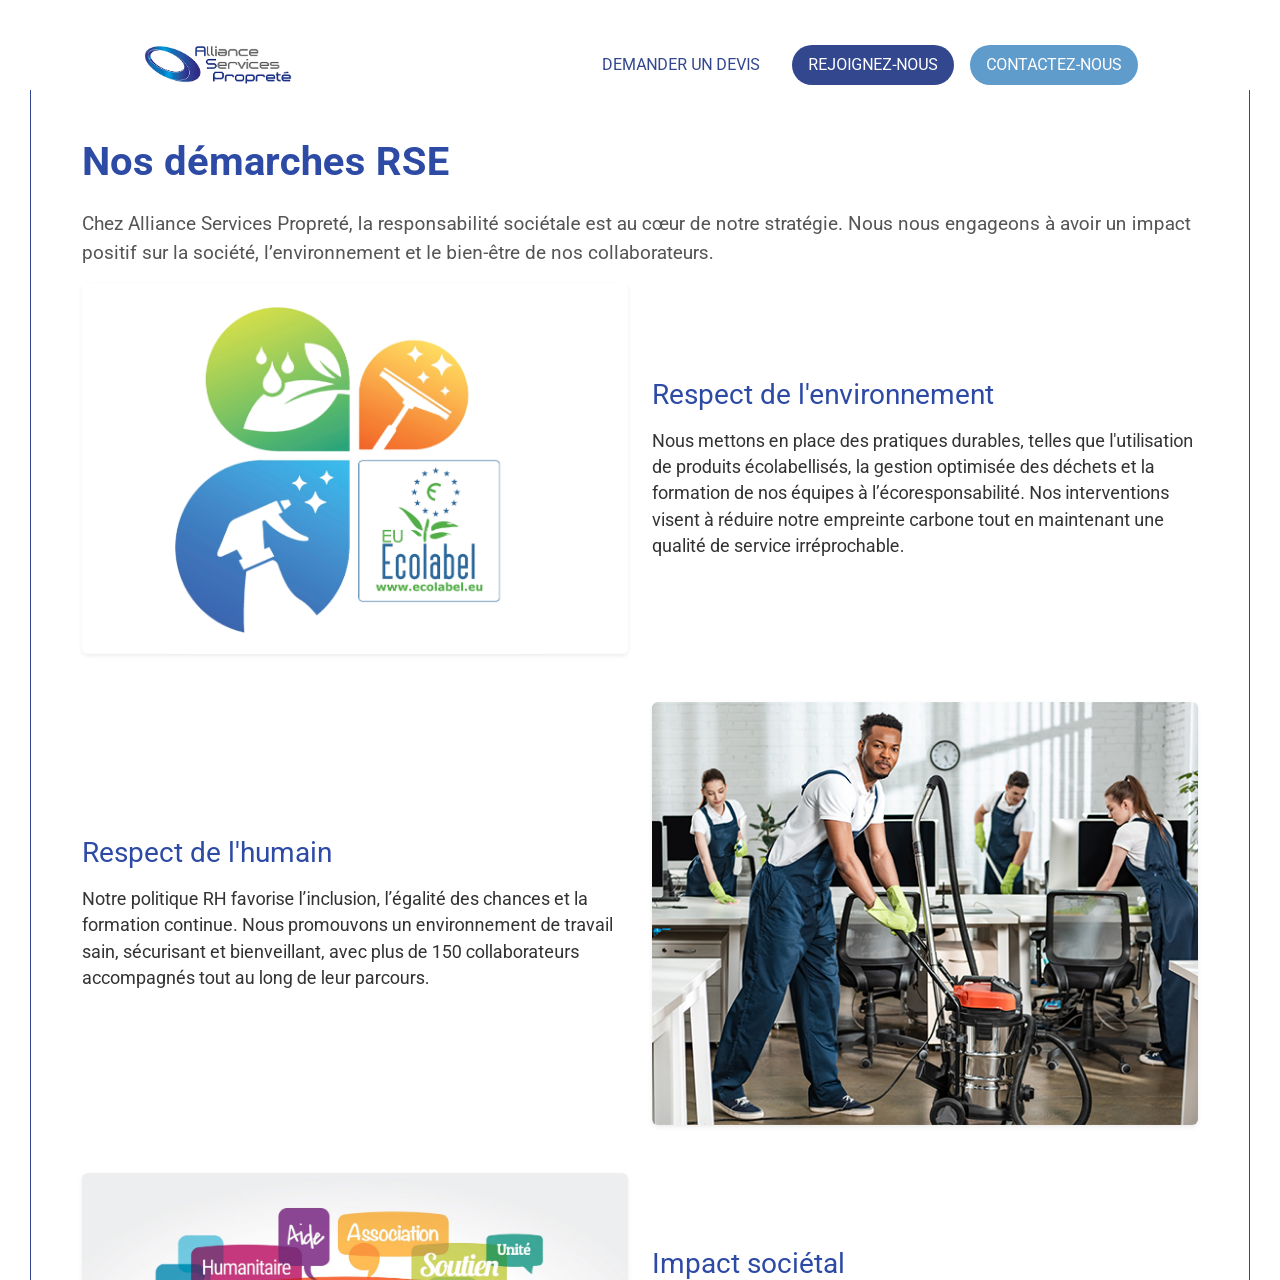 Alliance
Services
Propreté
DEMANDER UN DEVIS
REJOIGNEZ-NOUS
CONTACTEZ-NOUS
Nos démarches RSE
Chez Alliance Services Propreté, la responsabilité sociétale est au cœur de notre stratégie. Nous nous engageons à avoir un impact
positif sur la société, l’environnement et le bien-être de nos collaborateurs.
EU
Ecolabel
www.ecolabel.eu
Respect de l'environnement
Nous mettons en place des pratiques durables, telles que l'utilisation
de produits écolabellisés, la gestion optimisée des déchets et la
formation de nos équipes à l’écoresponsabilité. Nos interventions
visent à réduire notre empreinte carbone tout en maintenant une
qualité de service irréprochable.
Respect de l'humain
Notre politique RH favorise l’inclusion, l’égalité des chances et la
formation continue. Nous promouvons un environnement de travail
sain, sécurisant et bienveillant, avec plus de 150 collaborateurs
accompagnés tout au long de leur parcours.
Aide
Association
Unité
Humanitaire
Soutien
Impact sociétal